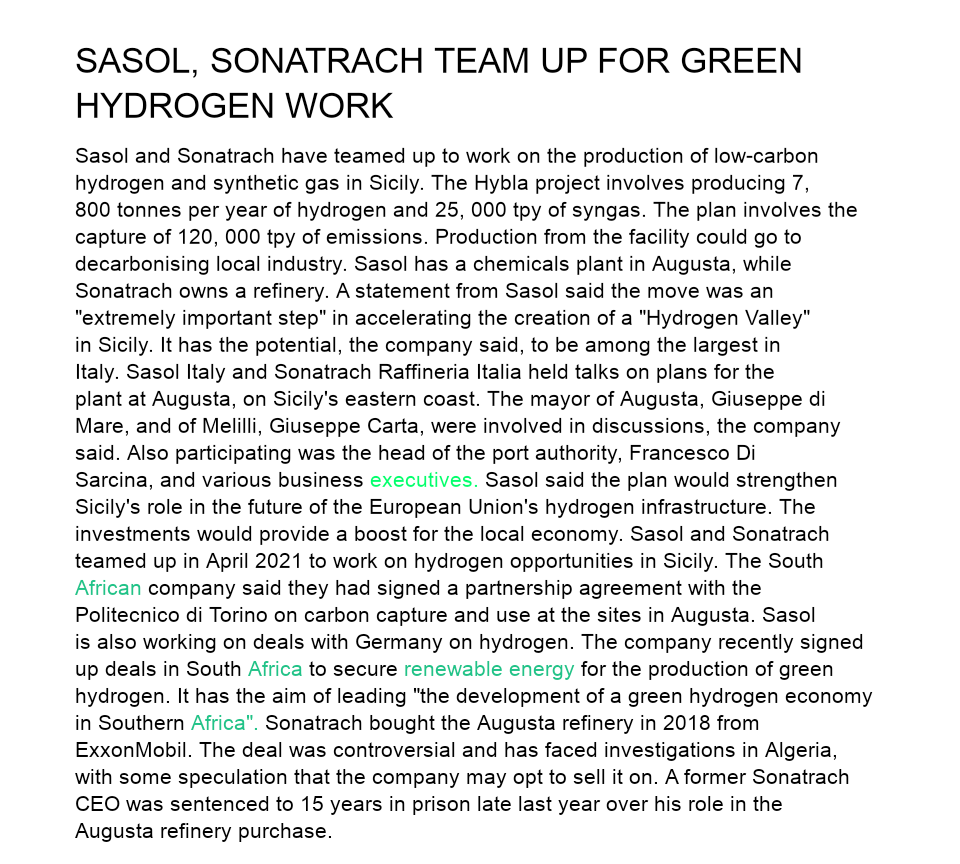 SASOL, SONATRACH TEAM UP FOR GREEN
HYDROGEN WORK
Sasol and Sonatrach have teamed up to work on the production of low-carbon
hydrogen and synthetic gas in Sicily. The Hybla project involves producing 7,
800 tonnes per year of hydrogen and 25, 000 tpy of syngas. The plan involves the
capture of 120, 000 tpy of emissions. Production from the facility could go to
decarbonising local industry. Sasol has a chemicals plant in Augusta, while
Sonatrach owns a refinery. A statement from Sasol said the move was an
"extremely important step" in accelerating the creation of a "Hydrogen Valley"
in Sicily. It has the potential, the company said, to be among the largest in
Italy. Sasol Italy and Sonatrach Raffineria Italia held talks on plans for the
plant at Augusta, on Sicily's eastern coast. The mayor of Augusta, Giuseppe di
Mare, and of Melilli, Giuseppe Carta, were involved in discussions, the company
said. Also participating was the head of the port authority, Francesco Di
Sarcina, and various business executives. Sasol said the plan would strengthen
Sicily's role in the future of the European Union's hydrogen infrastructure. The
investments would provide a boost for the local economy. Sasol and Sonatrach
teamed up in April 2021 to work on hydrogen opportunities in Sicily. The South
African company said they had signed a partnership agreement with the
Politecnico di Torino on carbon capture and use at the sites in Augusta. Sasol
is also working on deals with Germany on hydrogen. The company recently signed
up deals in South Africa to secure renewable energy for the production of green
hydrogen. It has the aim of leading "the development of a green hydrogen economy
in Southern Africa". Sonatrach bought the Augusta refinery in 2018 from
ExxonMobil. The deal was controversial and has faced investigations in Algeria,
with some speculation that the company may opt to sell it on. A former Sonatrach
CEO was sentenced to 15 years in prison late last year over his role in the
Augusta refinery purchase.